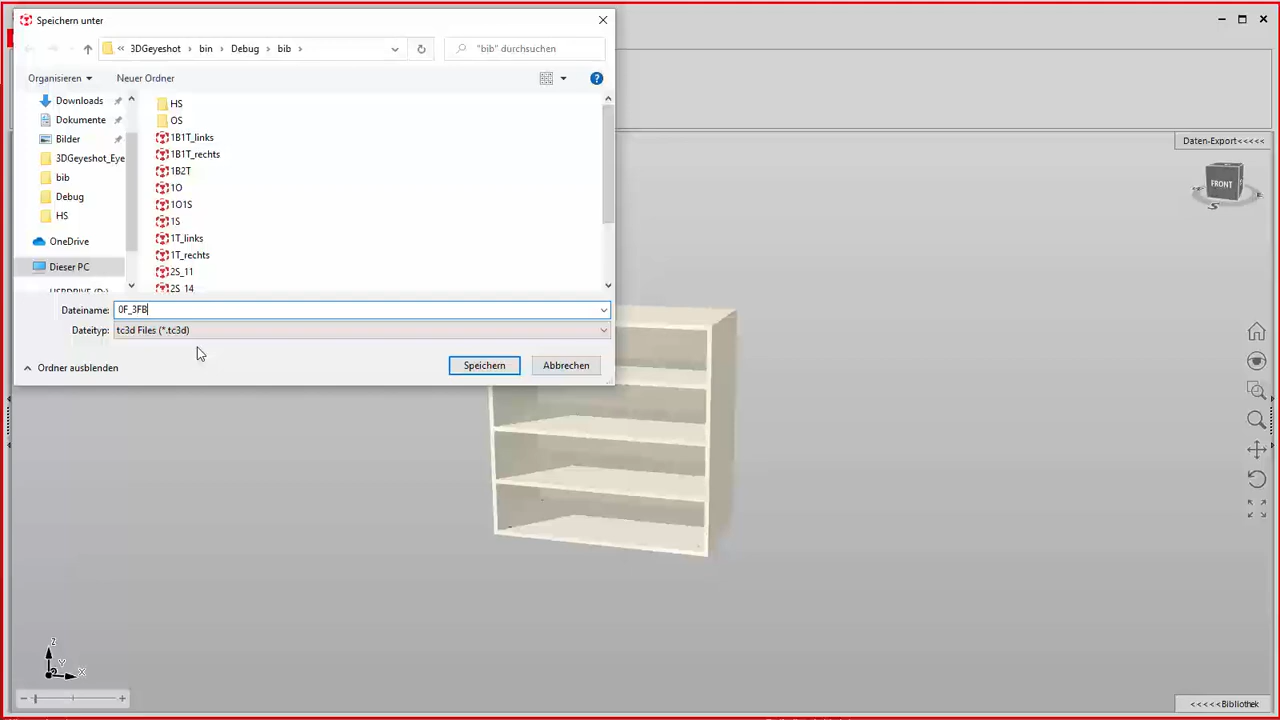 Speichern unter
3DGeyeshot › bin › Debug › bib ›
"bib" durchsuchen
Organisieren
Neuer Ordner
Downloads
Dokumente
Bilder
3DGeyeshot_Eye
bib
Debug
HS
OneDrive
Dieser PC
HS
OS
1B1T_links
1B1T_rechts
1B2T
1O
1O1S
1S
1T_links
1T_rechts
2S_11
2S_14
Dateiname: 0F_3FB
Dateityp: tc3d Files (*.tc3d)
Ordner ausblenden
Speichern
Abbrechen
Daten-Export<<<<<
FRONT
S
Z
Y
X
<<<<<Bibliothek